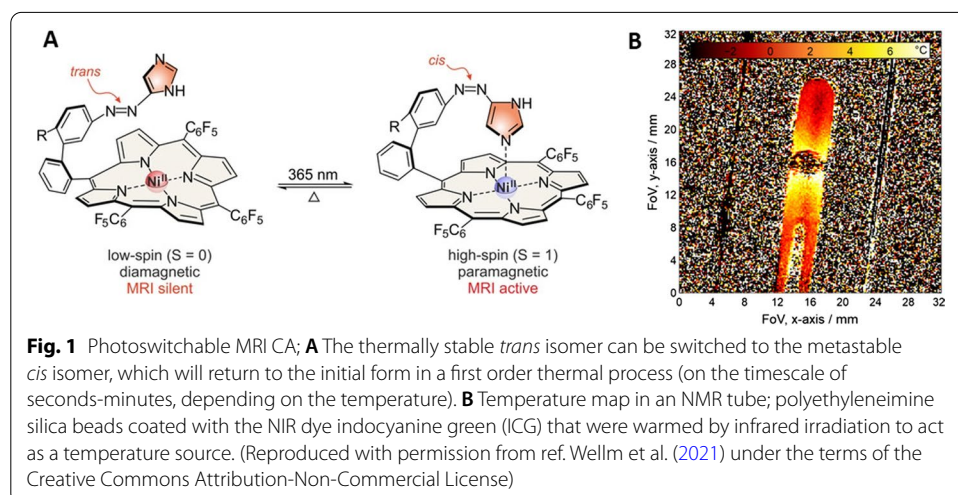 A
trans
N
N=N
NH
R
C6F5
N
N
NiII
N
N
F5C6
C6F5
low-spin (S = 0)
diamagnetic
MRI silent
365 nm
△
cis
N=N
NH
R
N
C6F5
N
N
NiII
N
N
F5C6
C6F5
high-spin (S = 1)
paramagnetic
MRI active
B
-2 0 2 4 6 °C
32
28
24
20
16
12
8
4
0
FoV, y-axis / mm
0 4 8 12 16 20 24 28 32
FoV, x-axis / mm
Fig. 1 Photoswitchable MRI CA; A The thermally stable trans isomer can be switched to the metastable
cis isomer, which will return to the initial form in a first order thermal process (on the timescale of
seconds-minutes, depending on the temperature). B Temperature map in an NMR tube; polyethyleneimine
silica beads coated with the NIR dye indocyanine green (ICG) that were warmed by infrared irradiation to act
as a temperature source. (Reproduced with permission from ref. Wellm et al. (2021) under the terms of the
Creative Commons Attribution-Non-Commercial License)